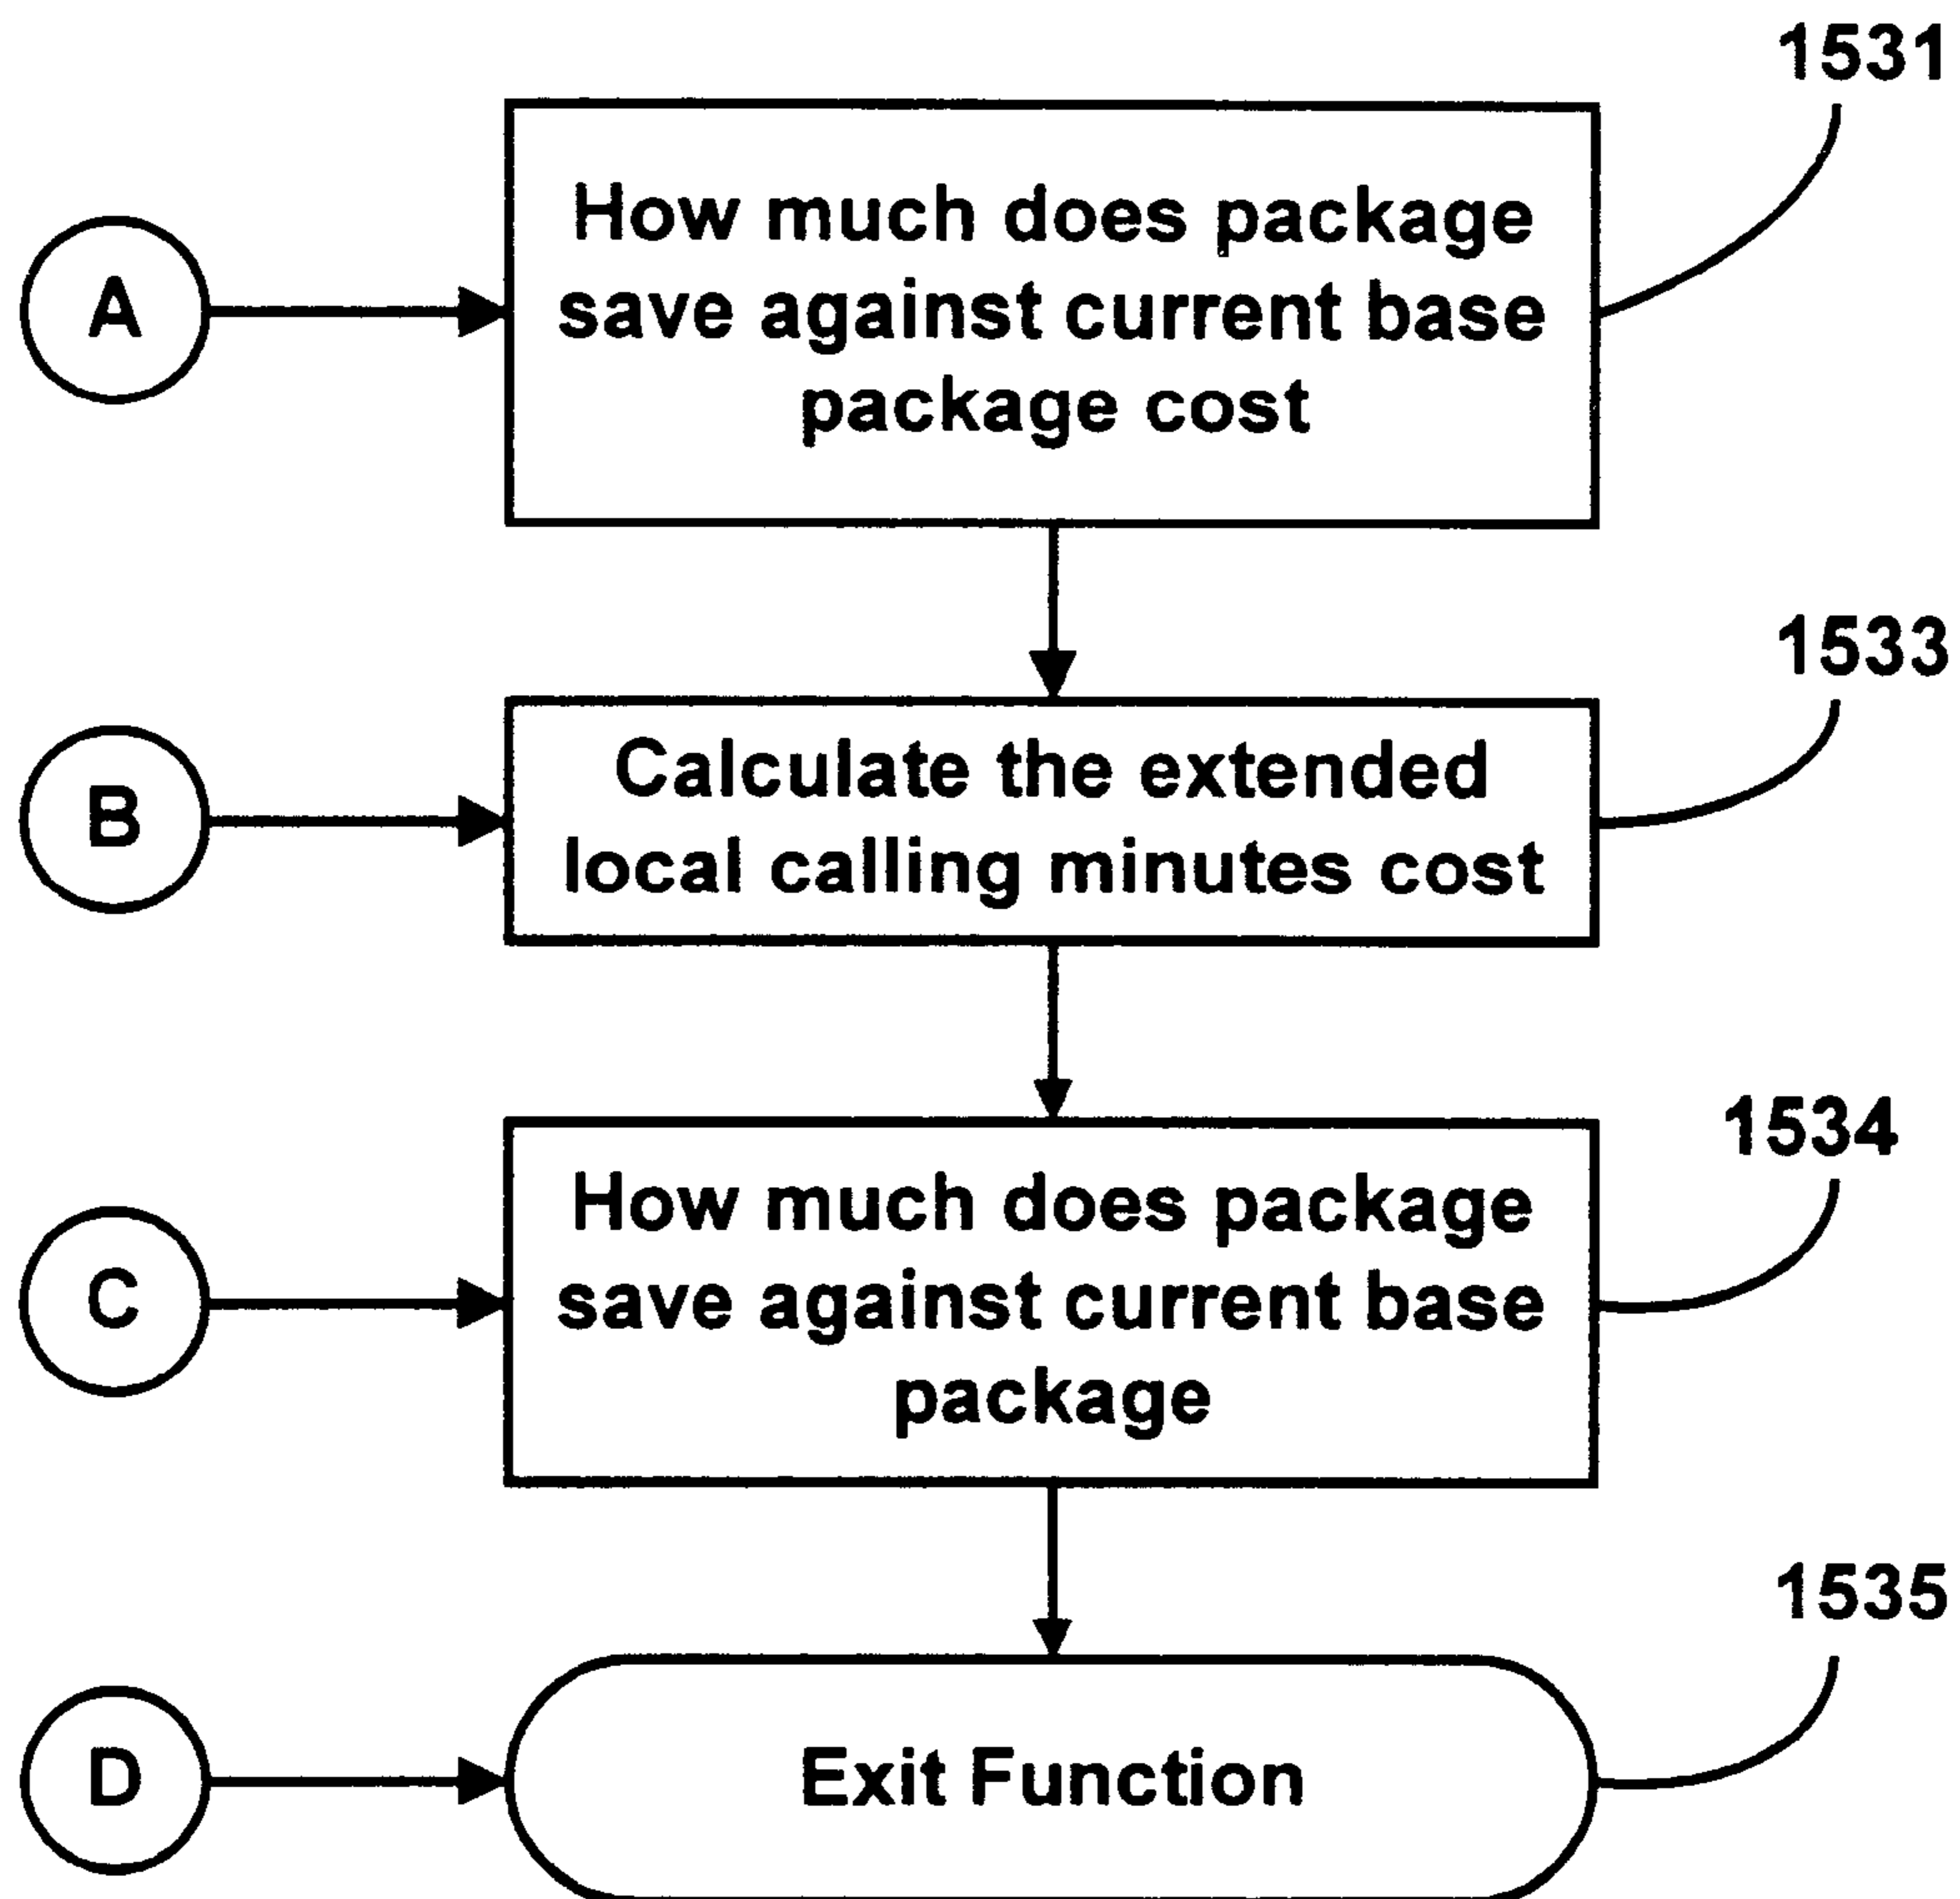 1531
How much does package
save against current base
package cost
A
1533
Calculate the extended
local calling minutes cost
B
1534
How much does package
save against current base
package
C
1535
Exit Function
D